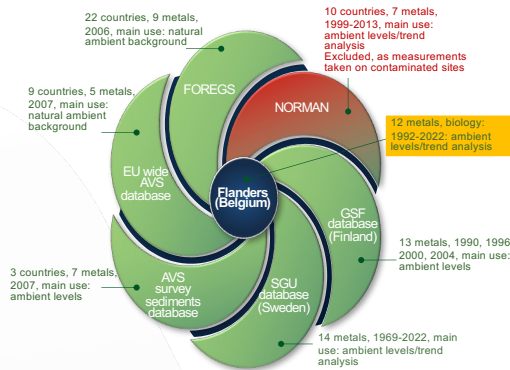 22 countries, 9 metals,
2006, main use: natural
ambient background
10 countries, 7 metals,
1999-2013, main use:
ambient levels/trend
analysis
Excluded, as measurements
taken on contaminated sites
9 countries, 5 metals,
2007, main use:
natural ambient
background
FOREGS
NORMAN
12 metals, biology:
1992-2022: ambient
levels/trend analysis
EU wide
AVS
database
Flanders
(Belgium)
GSF
database
(Finland)
13 metals, 1990, 1996
2000, 2004, main use:
ambient levels
3 countries, 7 metals,
2007, main use:
ambient levels
AVS
survey
sediments
database
SGU
database
(Sweden)
14 metals, 1969-2022, main
use: ambient levels/trend
analysis